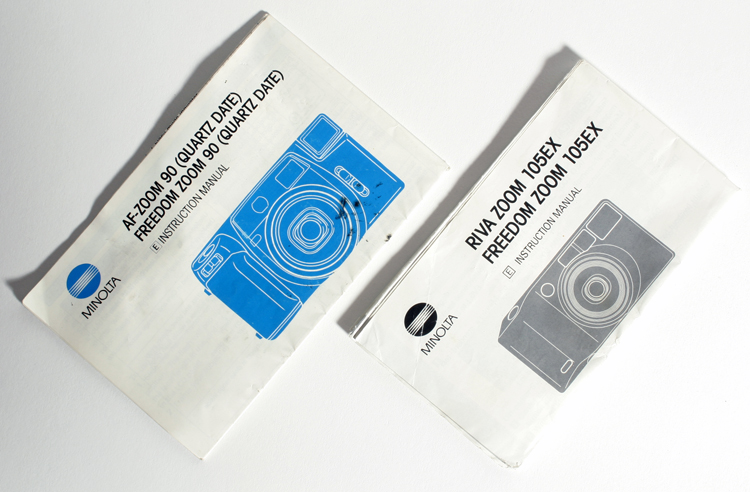 AF-ZOOM 90 (QUARTZ DATE)
FREEDOM ZOOM 90 (QUARTZ DATE)
E INSTRUCTION MANUAL
MINOLTA
RIVA ZOOM 105EX
FREEDOM ZOOM 105EX
E INSTRUCTION MANUAL
MINOLTA